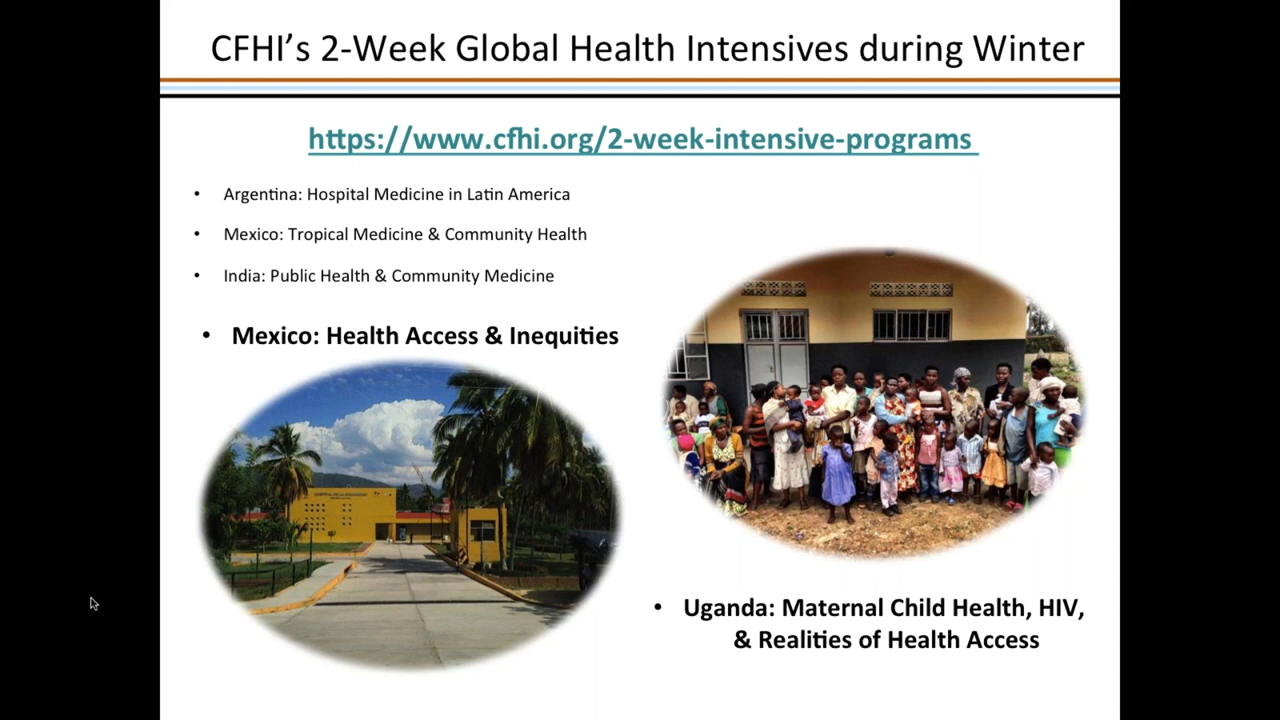 CFHI’s 2-Week Global Health Intensives during Winter
https://www.cfhi.org/2-week-intensive-programs
• Argentina: Hospital Medicine in Latin America
• Mexico: Tropical Medicine & Community Health
• India: Public Health & Community Medicine
• Mexico: Health Access & Inequities
• Uganda: Maternal Child Health, HIV,
& Realities of Health Access